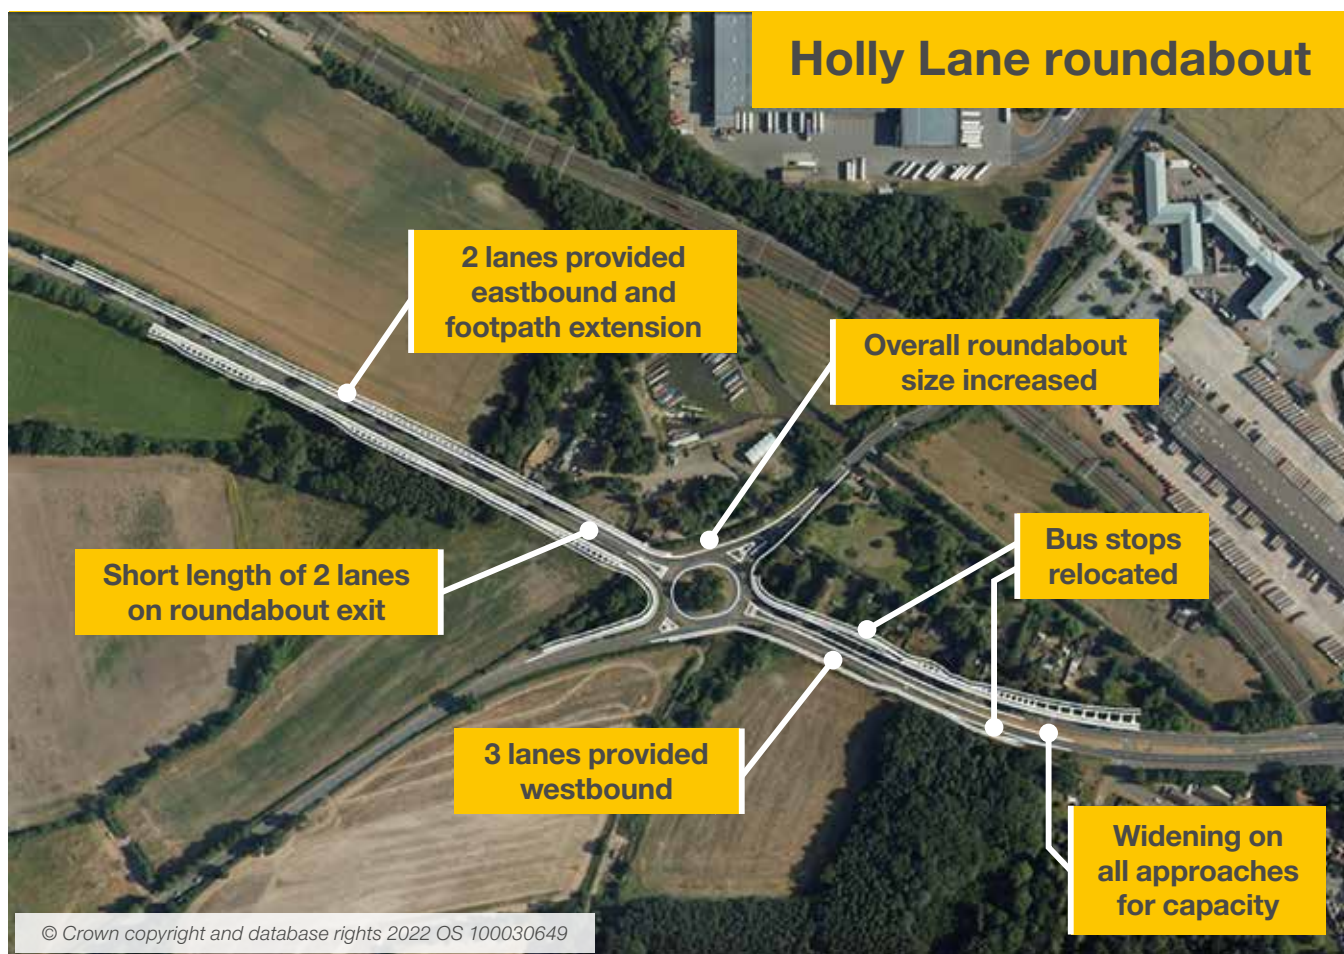 Holly Lane roundabout
2 lanes provided
eastbound and
footpath extension
Overall roundabout
size increased
Short length of 2 lanes
on roundabout exit
Bus stops
relocated
3 lanes provided
westbound
Widening on
all approaches
for capacity
© Crown copyright and database rights 2022 OS 100030649